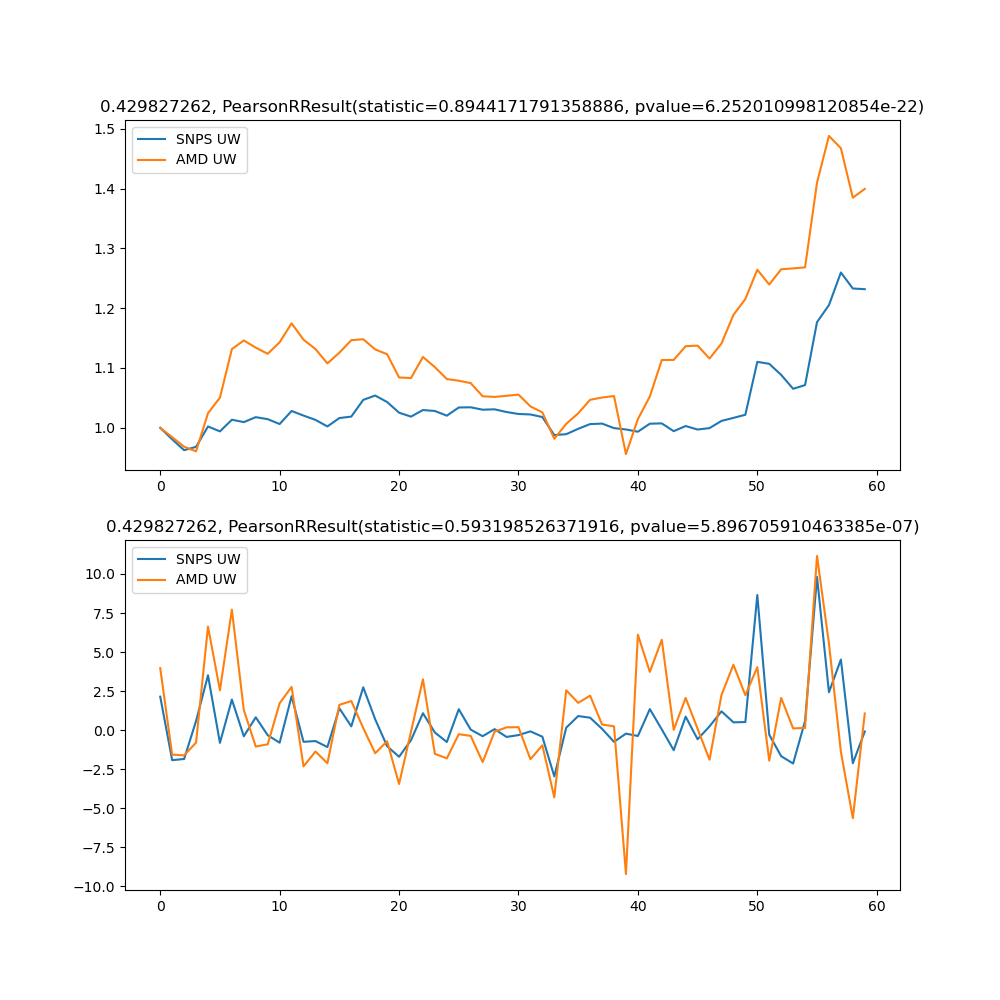 0.429827262, PearsonRResult(statistic=0.8944171791358886, pvalue=6.252010998120854e-22)
SNPS UW
AMD UW
1.5
1.4
1.3
1.2
1.1
1.0
0 10 20 30 40 50 60
0.429827262, PearsonRResult(statistic=0.593198526371916, pvalue=5.896705910463385e-07)
SNPS UW
AMD UW
10.0
7.5
5.0
2.5
0.0
−2.5
−5.0
−7.5
−10.0
0 10 20 30 40 50 60